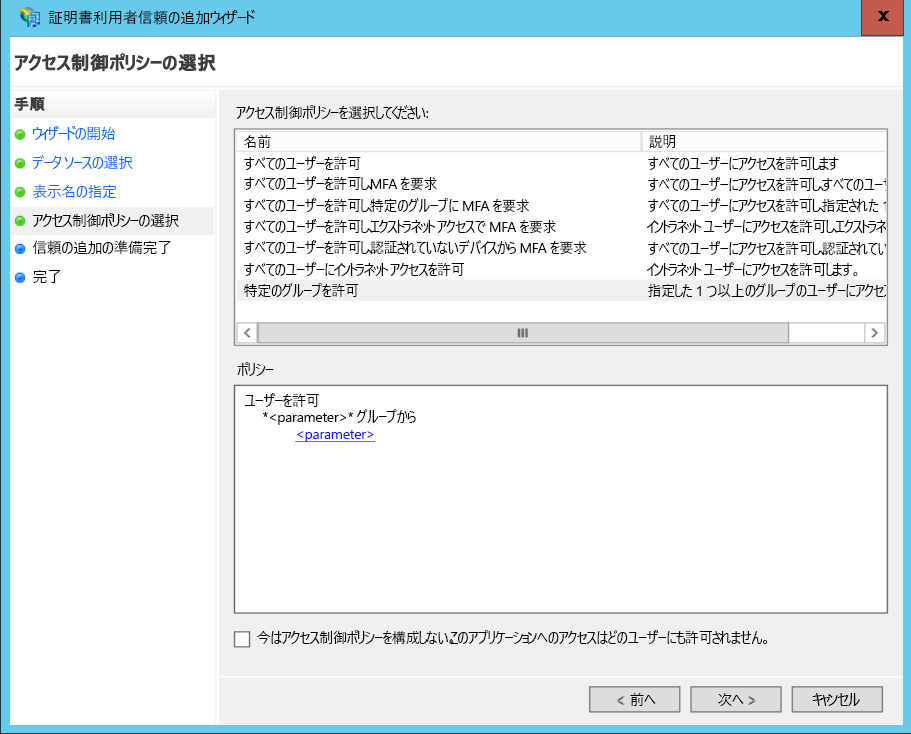 証明書利用者信頼の追加ウィザード
x
アクセス制御ポリシーの選択
手順
ウィザードの開始
データ ソースの選択
表示名の指定
アクセス制御ポリシーの選択
信頼の追加の準備完了
完了
アクセス制御ポリシーを選択してください:
名前 説明
すべてのユーザーを許可 すべてのユーザーにアクセスを許可します
すべてのユーザーを許可し、MFA を要求 すべてのユーザーにアクセスを許可し、すべてのユー
すべてのユーザーを許可し、特定のグループに MFA を要求 すべてのユーザーにアクセスを許可し、指定された 1
すべてのユーザーを許可し、エクストラネット アクセスで MFA を要求 イントラネット ユーザーにアクセスを許可し、エクストラネ
すべてのユーザーを許可し、認証されていないデバイスから MFA を要求 すべてのユーザーにアクセスを許可し、認証されてい
すべてのユーザーにイントラネット アクセスを許可 イントラネット ユーザーにアクセスを許可します。
特定のグループを許可 指定した 1 つ以上のグループのユーザーにアクセ
ポリシー
ユーザーを許可
*<parameter>* グループから
<parameter>
今はアクセス制御ポリシーを構成しない。このアプリケーションへのアクセスはどのユーザーにも許可されません。
< 前へ 次へ > キャンセル